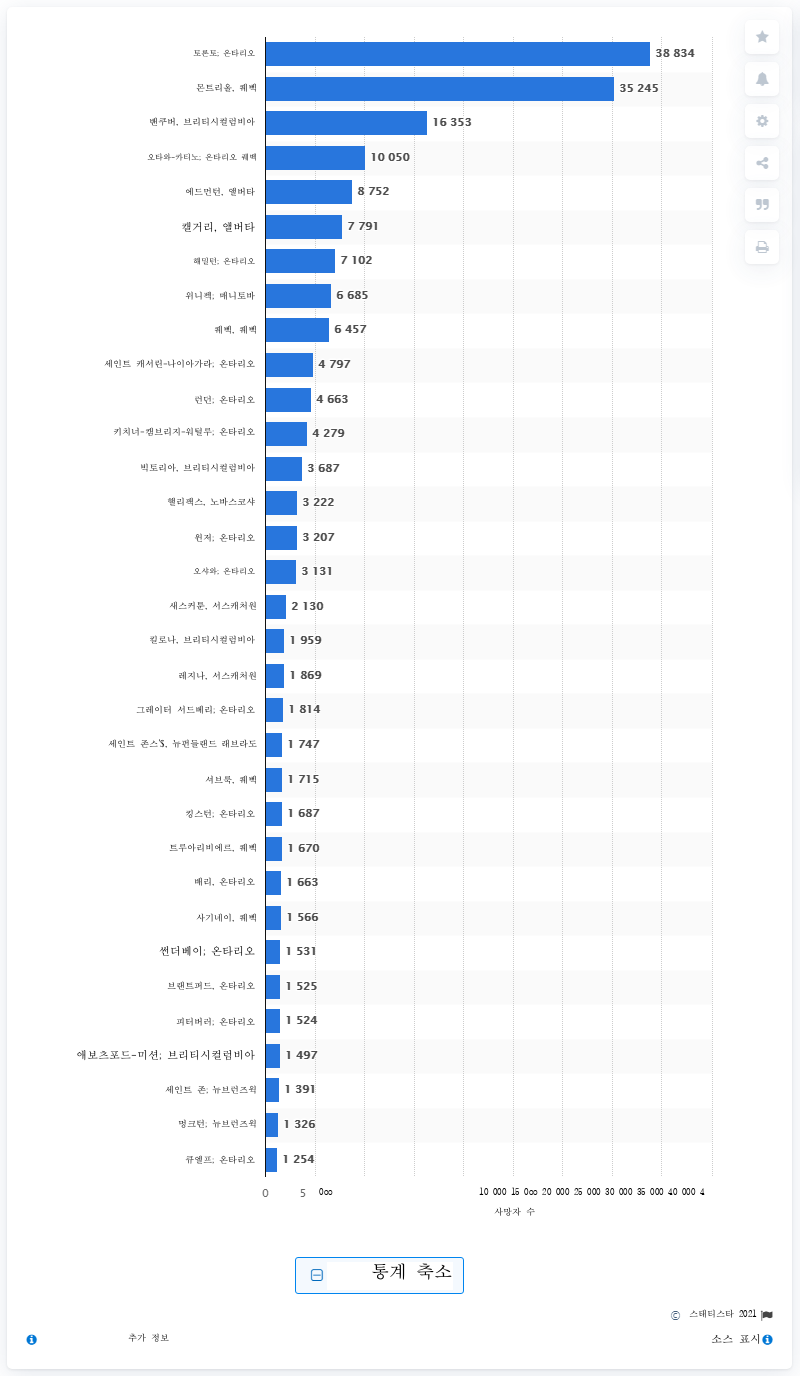 토론토; 온타리오 38 834
몬트리올, 퀘벡 35 245
밴쿠버, 브리티시컬럼비아 16 353
오타와-가티노; 온타리오 퀘벡 10 050
에드먼턴, 앨버타 8 752
캘거리, 앨버타 7 791
해밀턴; 온타리오 7 102
위니펙; 매니토바 6 685
퀘벡, 퀘벡 6 457
세인트 캐서린-나이아가라; 온타리오 4 797
런던; 온타리오 4 663
키치너-캠브리지-워털루; 온타리오 4 279
빅토리아, 브리티시컬럼비아 3 687
핼리팩스, 노바스코샤 3 222
윈저; 온타리오 3 207
오샤와; 온타리오 3 131
새스커툰, 서스캐처원 2 130
킬로나, 브리티시컬럼비아 1 959
레지나, 서스캐처원 1 869
그레이터 서드베리; 온타리오 1 814
세인트 존스'S, 뉴펀들랜드 래브라도 1 747
셔브룩, 퀘벡 1 715
킹스턴; 온타리오 1 687
트루아리비에르, 퀘벡 1 670
배리, 온타리오 1 663
사기네이, 퀘벡 1 566
썬더베이; 온타리오 1 531
브랜트퍼드, 온타리오 1 525
피터버러; 온타리오 1 524
애보츠포드-미션; 브리티시컬럼비아 1 497
세인트 존; 뉴브런즈윅 1 391
멍크턴; 뉴브런즈윅 1 326
큐엘프; 온타리오 1 254
0 5 0∞ 10 000 15 0∞ 20 000 25 000 30 000 35 000 40 000 4
사망자 수
통계 축소
© 스태티스타 2021
추가 정보 소스 표시